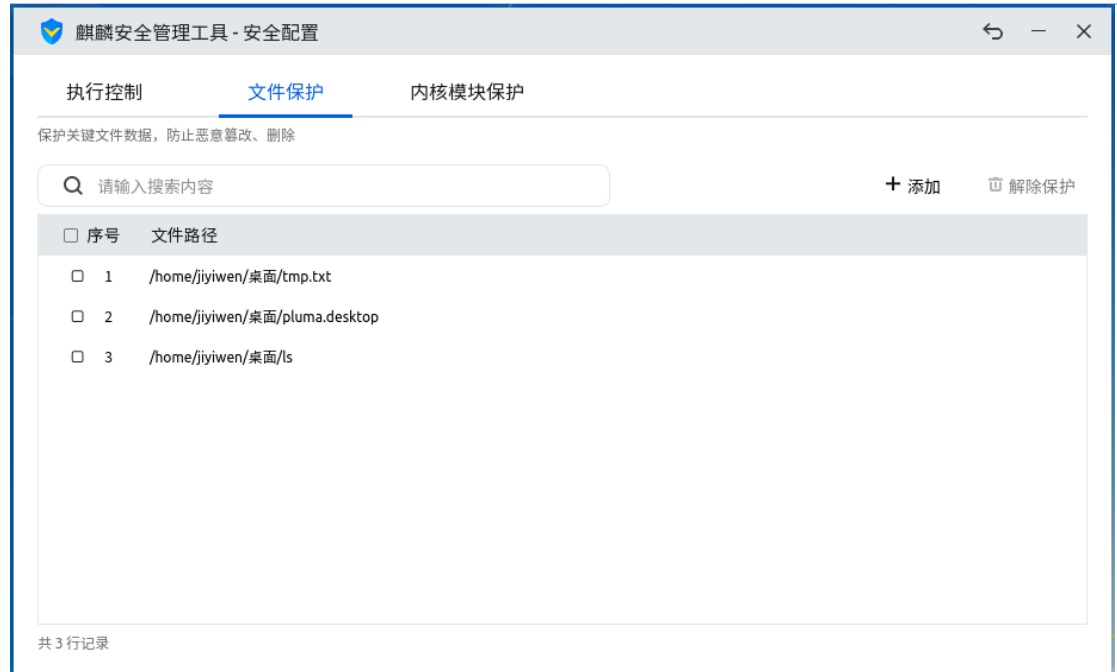 麒麟安全管理工具 - 安全配置
执行控制 文件保护 内核模块保护
保护关键文件数据，防止恶意篡改、删除
请输入搜索内容 + 添加 解除保护
序号 文件路径
1 /home/jiyiwen/桌面/tmp.txt
2 /home/jiyiwen/桌面/pluma.desktop
3 /home/jiyiwen/桌面/ls
共 3 行记录